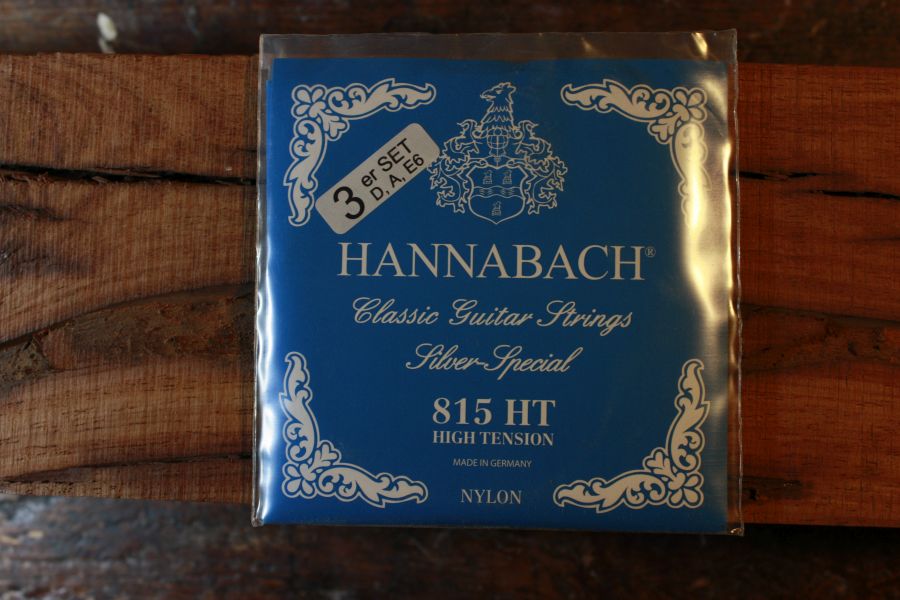 3 er SET
D, A, E6
HANNABACH®
Classic Guitar Strings
Silver-Special
815 HT
HIGH TENSION
MADE IN GERMANY
NYLON